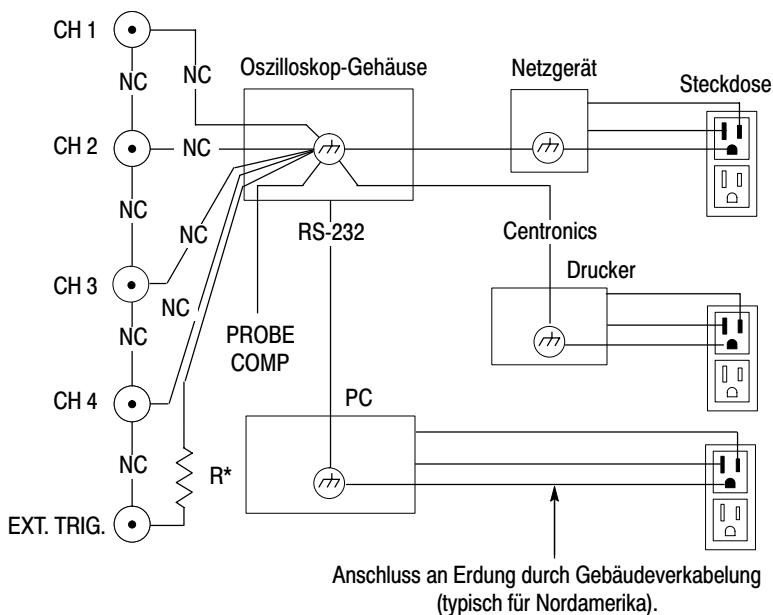 CH 1
NC
NC
Oszilloskop-Gehäuse
Netzgerät
Steckdose
CH 2
NC
NC
NC
RS-232
Centronics
Drucker
CH 3
NC
NC
PROBE
COMP
CH 4
PC
NC
R*
EXT. TRIG.
Anschluss an Erdung durch Gebäudeverkabelung
(typisch für Nordamerika).